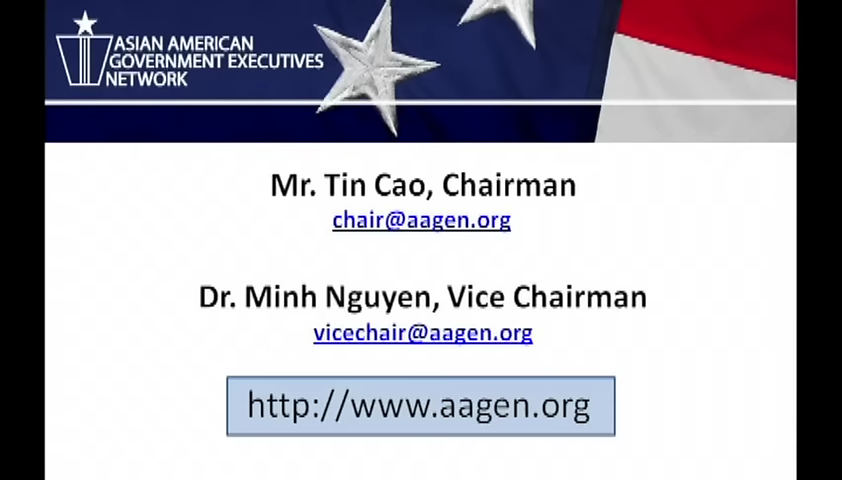 ASIAN AMERICAN
GOVERNMENT EXECUTIVES
NETWORK
Mr. Tin Cao, Chairman
chair@aagen.org
Dr. Minh Nguyen, Vice Chairman
vicechair@aagen.org
http://www.aagen.org